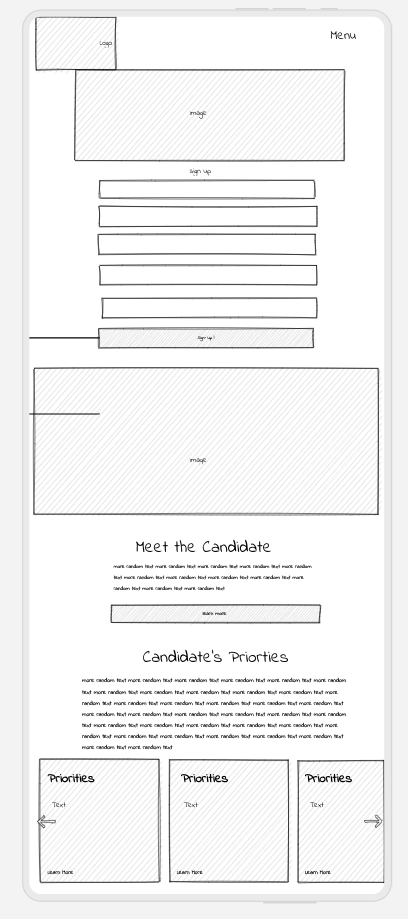 Logo
Menu
image
Sign up
Sign up!
image
Meet the Candidate
more random text more random text more random text more random text more random
text more random text more random text more random text more random text more
random text more random text more random text
learn more
Candidate's Priorties
more random text more random text more random text more random text more random text more random
text more random text more random text more random text more random text more random text more
random text more random text more random text more random text more random text more random text
more random text more random text more random text more random text more random text more random
text more random text more random text more random text more random text more random text more
random text more random text more random text more random text more random text more random text
more random text more random text
Priorities
Priorities
Priorities
Text
Text
Text
Learn More
Learn More
Learn More